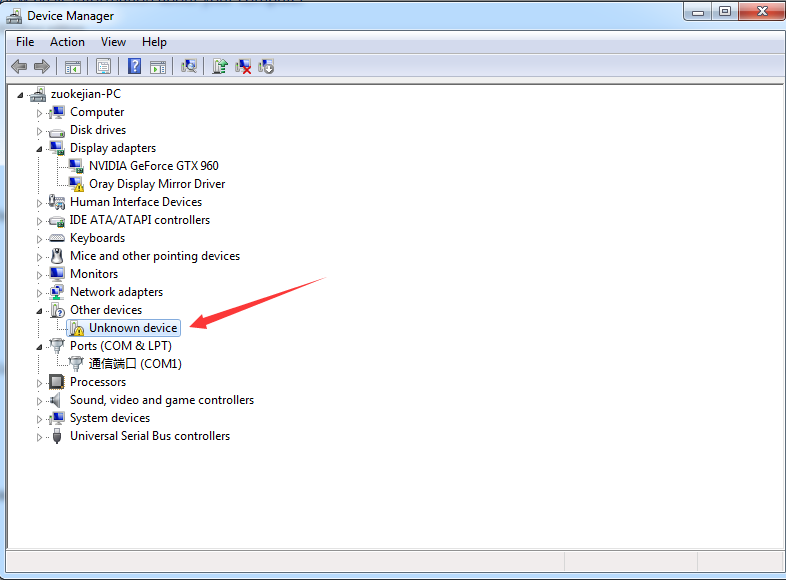 Device Manager
File Action View Help
zuokejian-PC
Computer
Disk drives
Display adapters
NVIDIA GeForce GTX 960
Oray Display Mirror Driver
Human Interface Devices
IDE ATA/ATAPI controllers
Keyboards
Mice and other pointing devices
Monitors
Network adapters
Other devices
Unknown device
Ports (COM & LPT)
通信端口 (COM1)
Processors
Sound, video and game controllers
System devices
Universal Serial Bus controllers